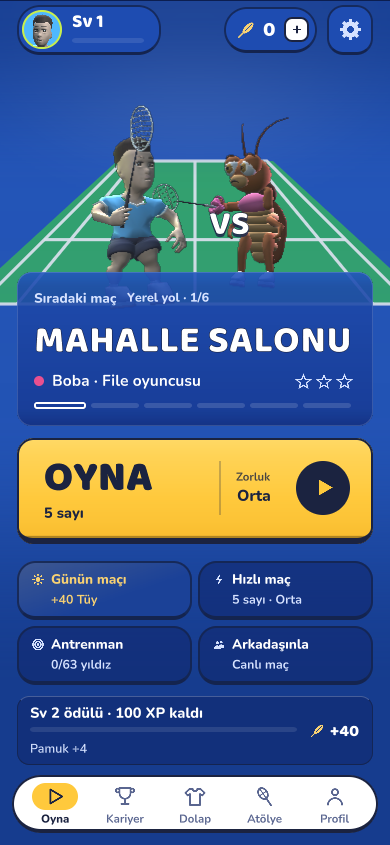 Sv 1
0
+
VS
Sıradaki maç Yerel yol · 1/6
MAHALLE SALONU
Boba · File oyuncusu
OYNA
5 sayı
Zorluk
Orta
Günün maçı
+40 Tüy
Hızlı maç
5 sayı · Orta
Antrenman
0/63 yıldız
Arkadaşınla
Canlı maç
Sv 2 ödülü · 100 XP kaldı
+40
Pamuk +4
Oyna
Kariyer
Dolap
Atölye
Profil